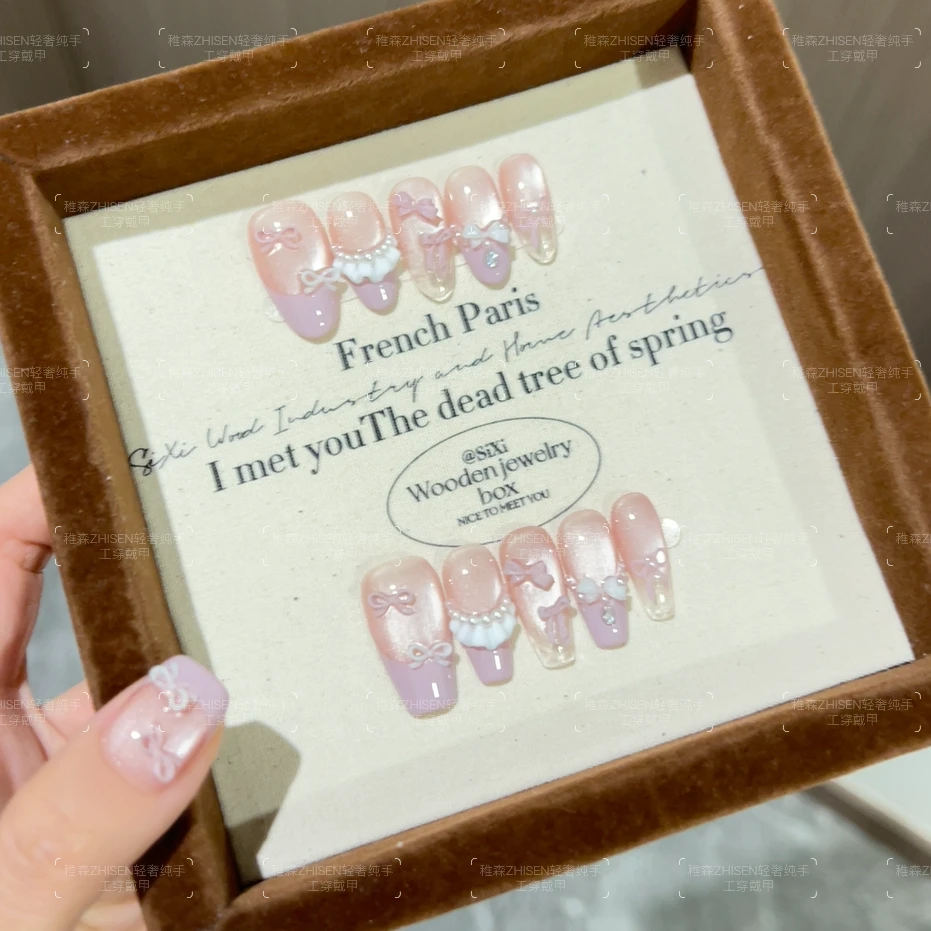 French Paris
SiXi Wood Industry and Home Aesthetics
I met youThe dead tree of spring
@SiXi
Wooden jewelry
box
NICE TO MEET YOU
稚森ZHISEN轻奢纯手
工穿戴甲